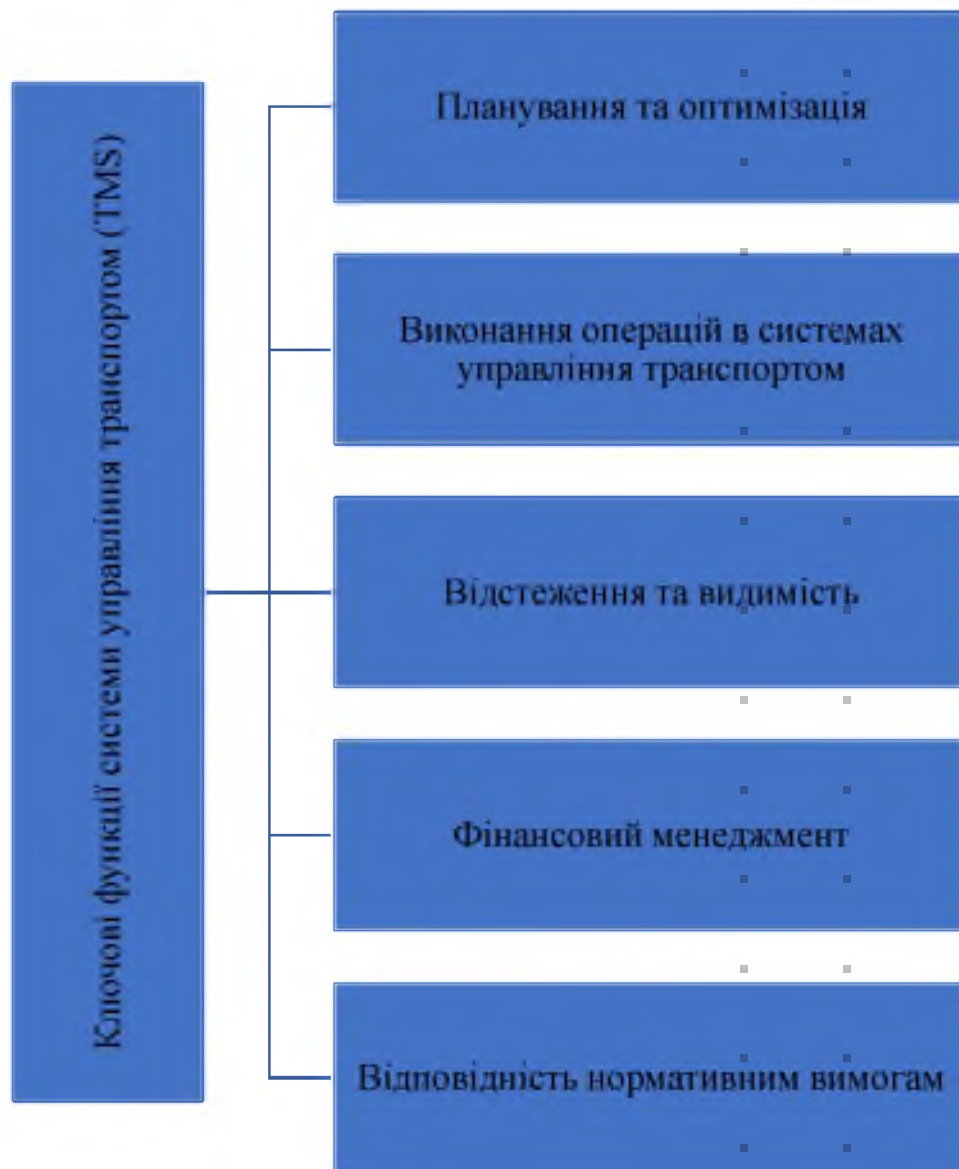 Ключові функції системи управління транспортом (TMS)
Планування та оптимізація
Виконання операцій в системах
управління транспортом
Відстеження та видимість
Фінансовий менеджмент
Відповідність нормативним вимогам